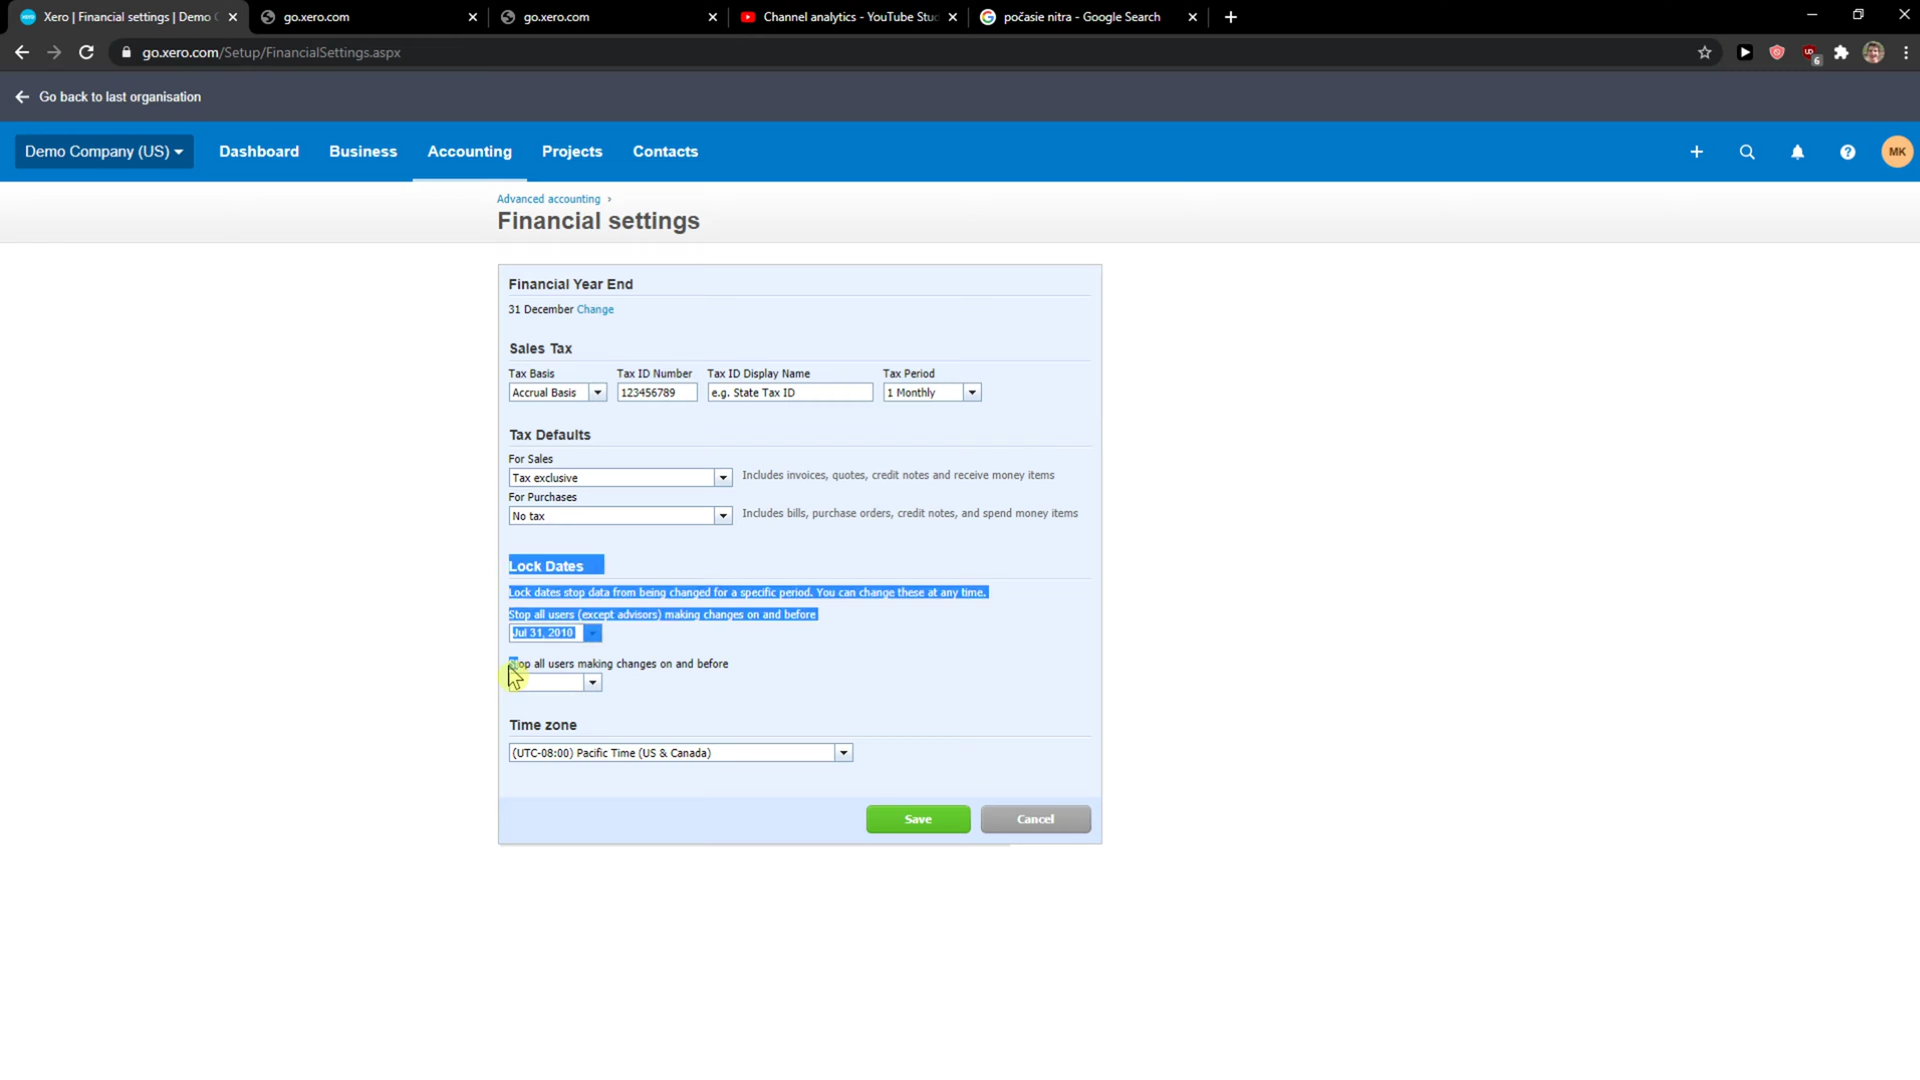 Xero | Financial settings | Demo C
go.xero.com
go.xero.com
Channel analytics - YouTube Stu
počasie nitra - Google Search
go.xero.com/Setup/FinancialSettings.aspx
6
Go back to last organisation
Demo Company (US)
Dashboard
Business
Accounting
Projects
Contacts
MK
Advanced accounting ›
Financial settings
Financial Year End
31 December Change
Sales Tax
Tax Basis Tax ID Number Tax ID Display Name Tax Period
Accrual Basis 123456789 e.g. State Tax ID 1 Monthly
Tax Defaults
For Sales
Tax exclusive Includes invoices, quotes, credit notes and receive money items
For Purchases
No tax Includes bills, purchase orders, credit notes, and spend money items
Lock Dates
Lock dates stop data from being changed for a specific period. You can change these at any time.
Stop all users (except advisors) making changes on and before
Jul 31, 2010
Stop all users making changes on and before
Time zone
(UTC-08:00) Pacific Time (US & Canada)
Save
Cancel